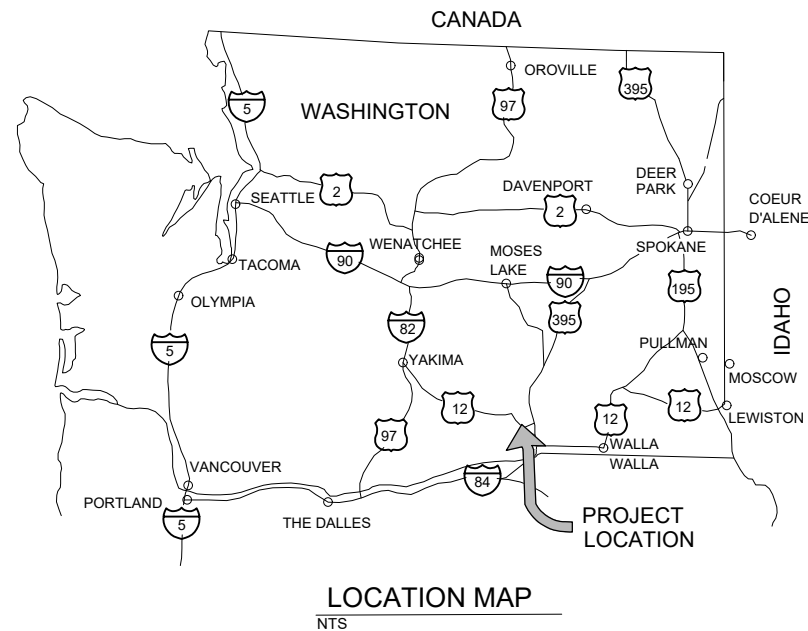 CANADA
OROVILLE
395
5
97
WASHINGTON
DEER
PARK
2
SEATTLE
DAVENPORT
2
COEUR
D'ALENE
SPOKANE
WENATCHEE
MOSES
LAKE
TACOMA
90
90
195
OLYMPIA
395
82
IDAHO
5
PULLMAN
YAKIMA
MOSCOW
12
12
12
LEWISTON
97
WALLA
WALLA
VANCOUVER
84
PORTLAND
THE DALLES
5
PROJECT
LOCATION
LOCATION MAP
NTS